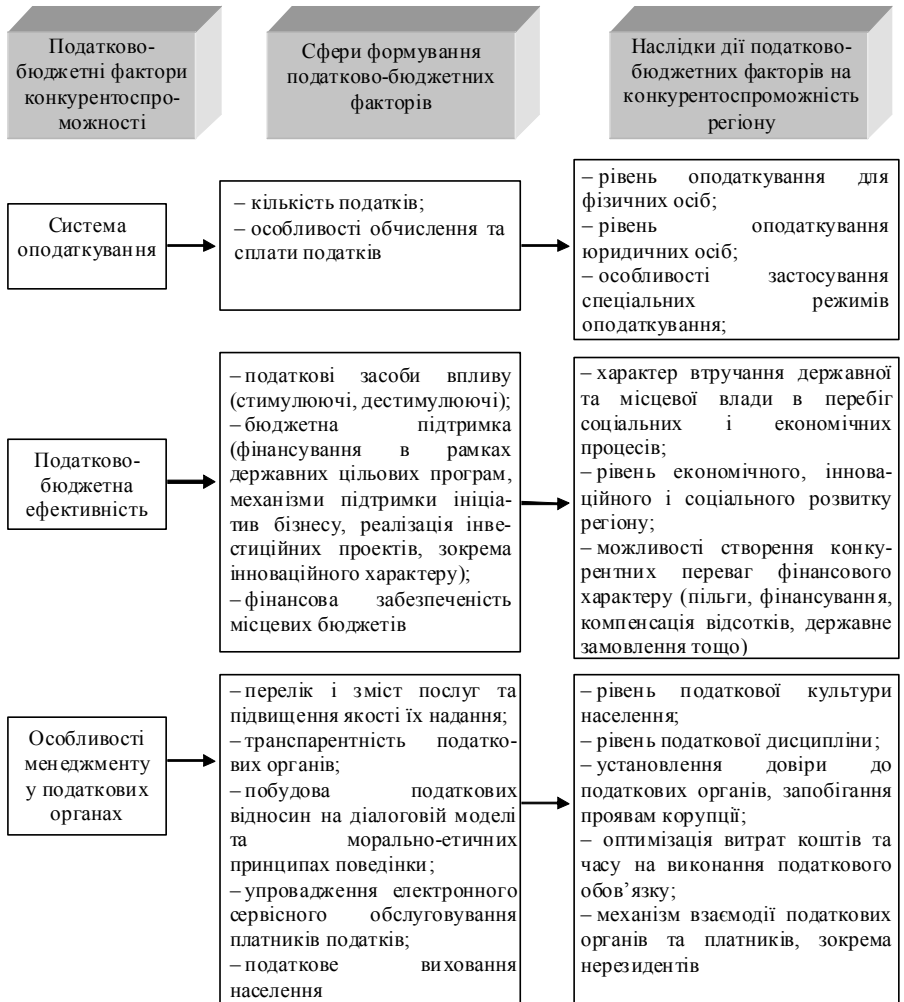 Податково-
бюджетні фактори
конкурентоспро-
можності
Сфери формування
податково-бюджетних
факторів
Наслідки дії податково-
бюджетних факторів на
конкурентоспроможність
регіону
Система
оподаткування
– кількість податків;
– особливості обчислення та
сплати податків
– рівень оподаткування для
фізичних осіб;
– рівень оподаткування
юридичних осіб;
– особливості застосування
спеціальних режимів
оподаткування;
Податково-
бюджетна
ефективність
– податкові засоби впливу
(стимулюючі, дестимулюючі);
– бюджетна підтримка
(фінансування в рамках
державних цільових програм,
механізми підтримки ініціа-
тив бізнесу, реалізація інве-
стиційних проектів, зокрема
інноваційного характеру);
– фінансова забезпеченість
місцевих бюджетів
– характер втручання державної
та місцевої влади в перебіг
соціальних і економічних
процесів;
– рівень економічного, іннова-
ційного і соціального розвитку
регіону;
– можливості створення конку-
рентних переваг фінансового
характеру (пільги, фінансування,
компенсація відсотків, державне
замовлення тощо)
Особливості
менеджменту
у податкових
органах
– перелік і зміст послуг та
підвищення якості їх надання;
– транспарентність податко-
вих органів;
– побудова податкових
відносин на діалоговій моделі
та морально-етичних
принципах поведінки;
– упровадження електронного
сервісного обслуговування
платників податків;
– податкове виховання
населення
– рівень податкової культури
населення;
– рівень податкової дисципліни;
– установлення довіри до
податкових органів, запобігання
проявам корупції;
– оптимізація витрат коштів та
часу на виконання податкового
обов’язку;
– механізм взаємодії податкових
органів та платників, зокрема
нерезидентів